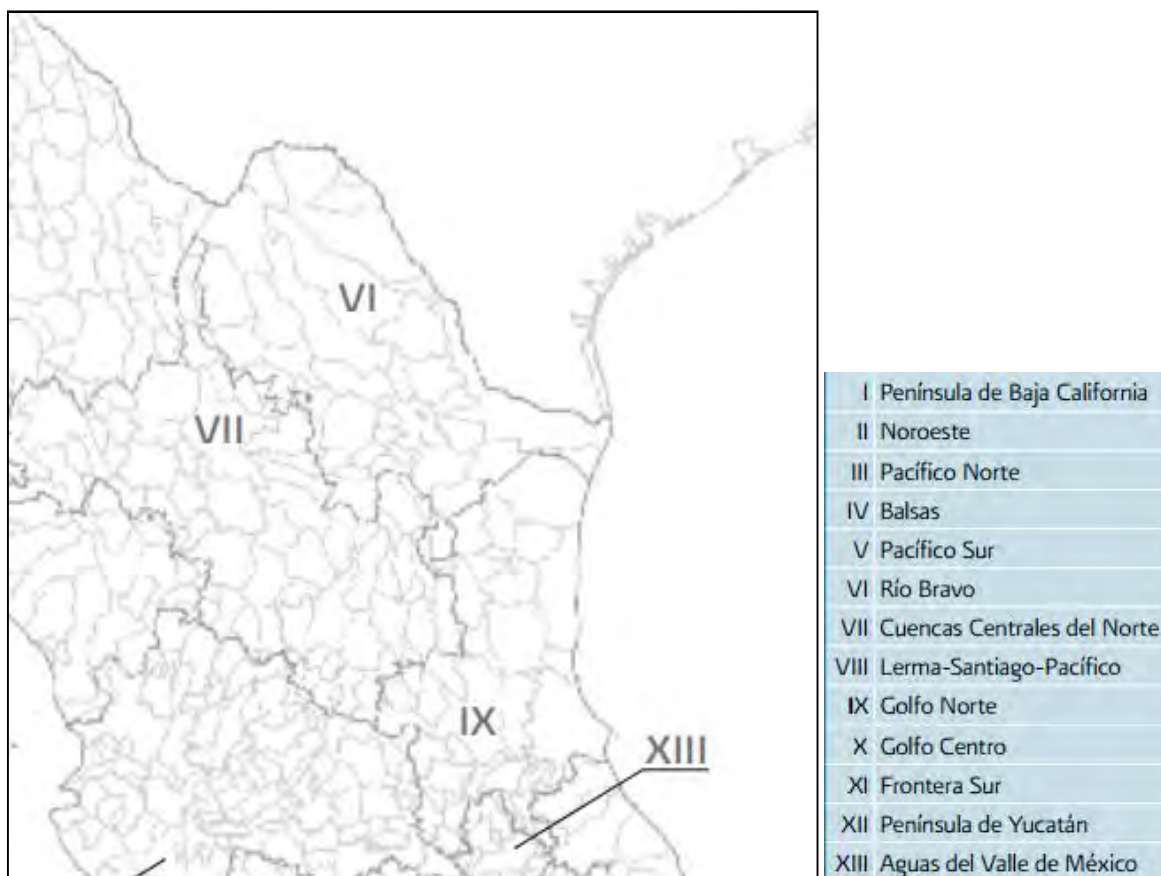 VI
VII
IX
XIII
I Península de Baja California
II Noroeste
III Pacífico Norte
IV Balsas
V Pacífico Sur
VI Río Bravo
VII Cuencas Centrales del Norte
VIII Lerma-Santiago-Pacífico
IX Golfo Norte
X Golfo Centro
XI Frontera Sur
XII Península de Yucatán
XIII Aguas del Valle de México